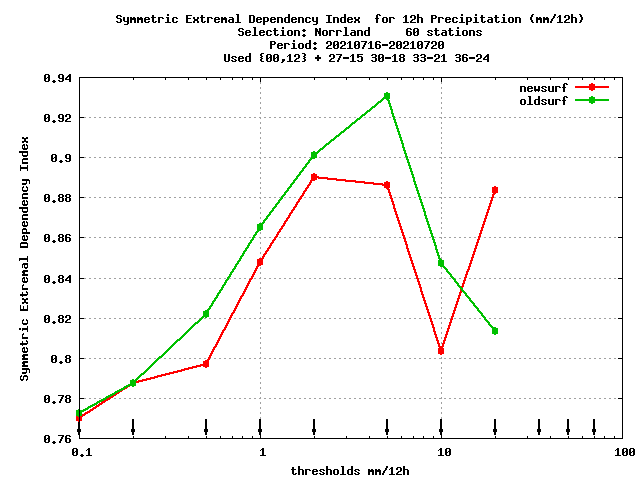 Symmetric Extremal Dependency Index  for 12h Precipitation (mm/12h)
Selection: Norrland     60 stations
Period: 20210716-20210720
Used {00,12} + 27-15 30-18 33-21 36-24
newsurf
oldsurf
Symmetric Extremal Dependency Index
0.94
0.92
0.9
0.88
0.86
0.84
0.82
0.8
0.78
0.76
0.1 1 10 100
thresholds mm/12h